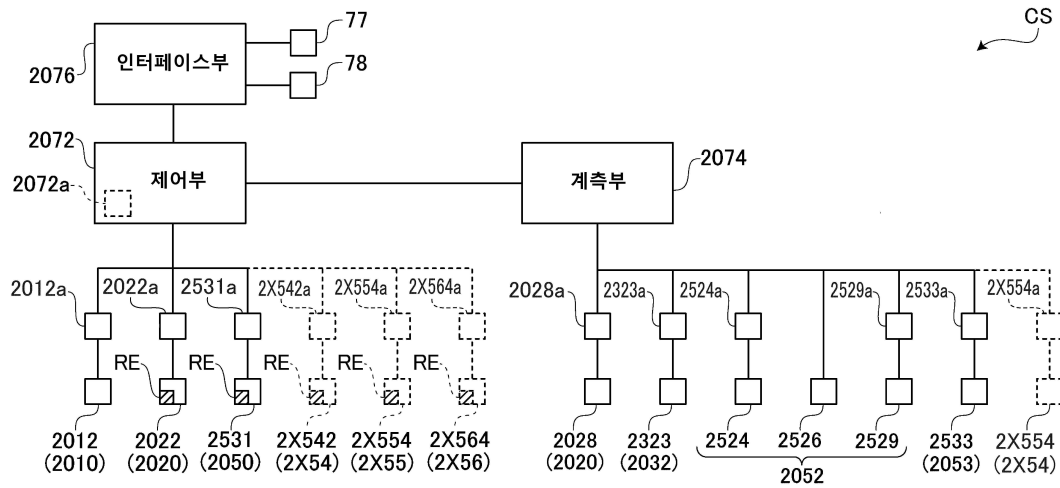 CS
77
인터페이스부
2076
78
2072
제어부
2072a
계측부
2074
2012a 2022a 2531a 2X542a 2X554a 2X564a
2028a 2323a 2524a 2529a 2533a 2X554a
RE RE RE RE RE
2012 2022 2531 2X542 2X554 2X564
(2010) (2020) (2050) (2X54) (2X55) (2X56)
2028 2323 2524 2526 2529 2533 2X554
(2020) (2032) (2053) (2X54)
2052